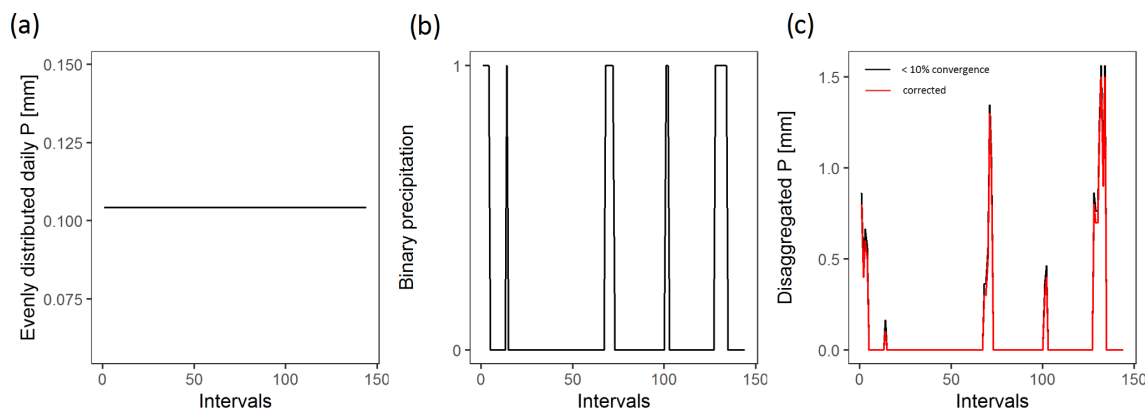 (a)
Evenly distributed daily P [mm]
0.150
0.125
0.100
0.075
0
50
100
150
Intervals
(b)
Binary precipitation
1
0
0
50
100
150
Intervals
(c)
Disaggregated P [mm]
< 10% convergence
corrected
1.5
1.0
0.5
0.0
0
50
100
150
Intervals